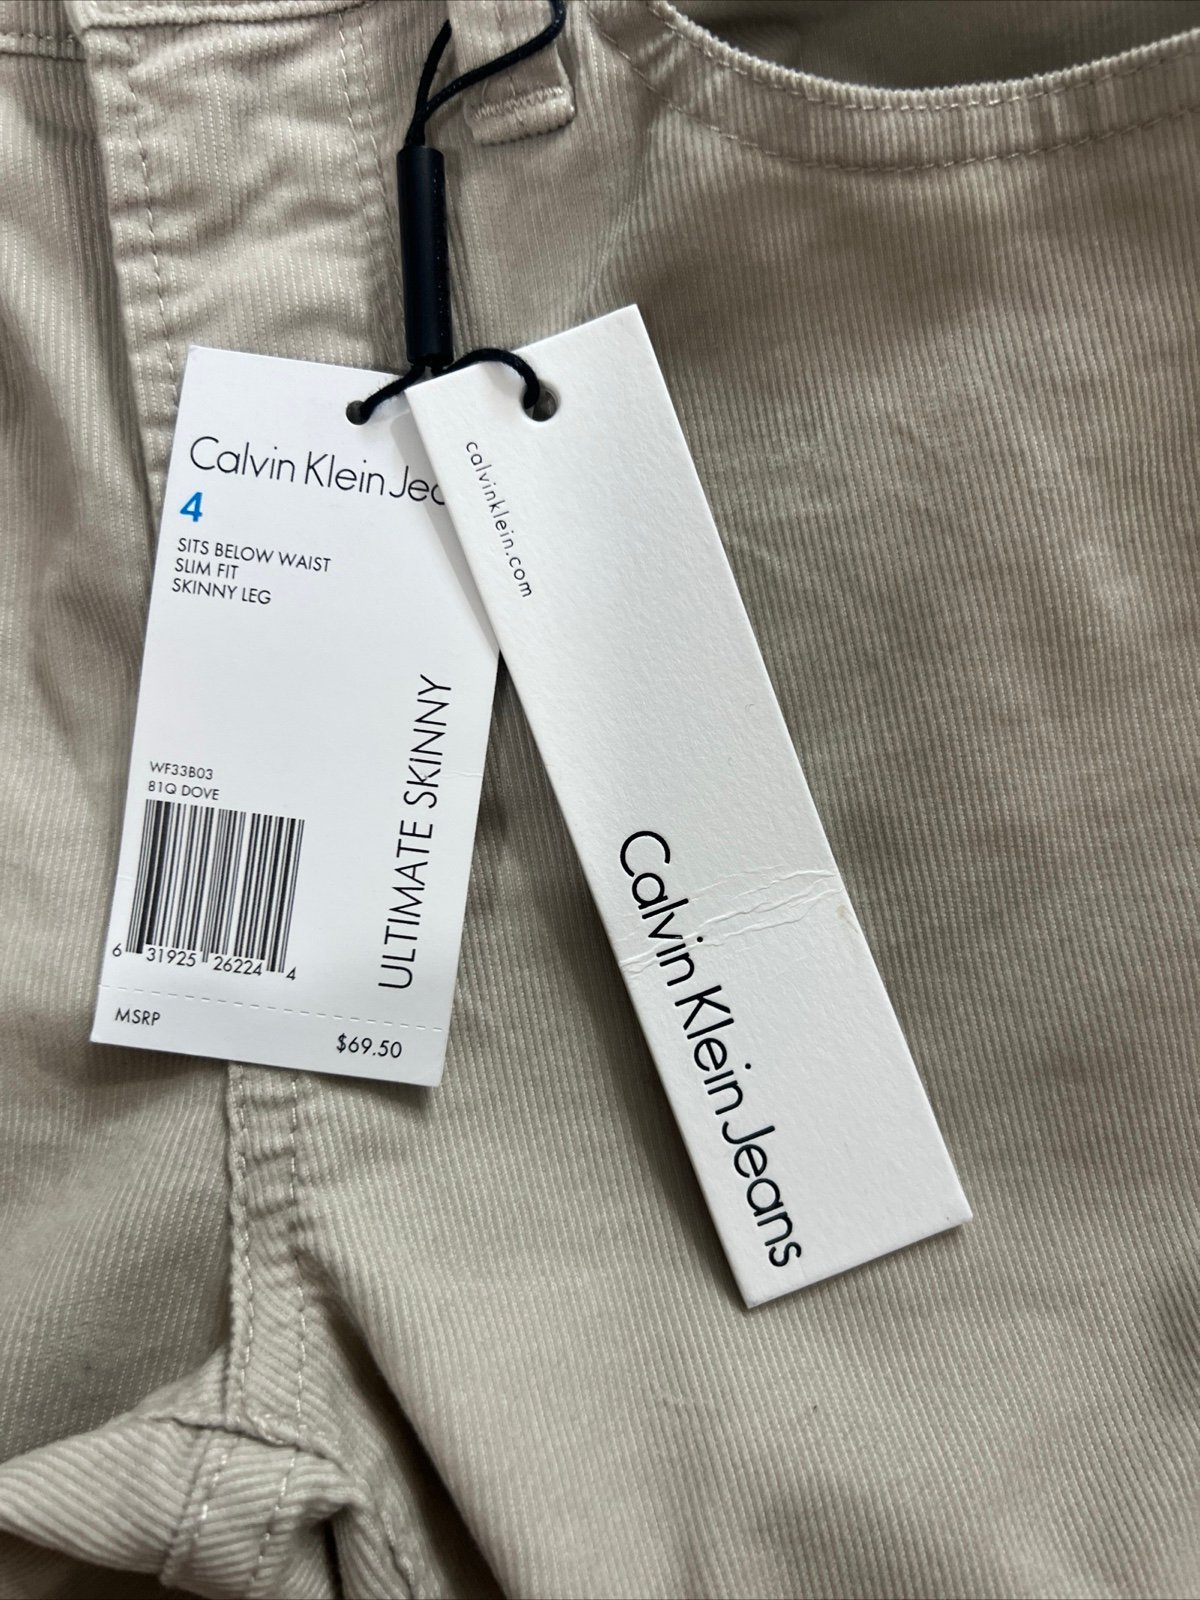 Calvin Klein Jea
4
SITS BELOW WAIST
SLIM FIT
SKINNY LEG
ULTIMATE SKINNY
WF33B03
81Q DOVE
6 31925 26224 4
MSRP $69.50
calvinklein.com
Calvin Klein Jeans